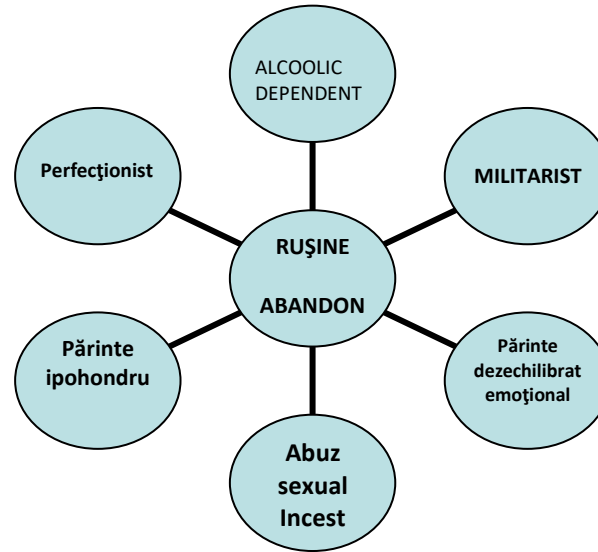 ALCOOLIC
DEPENDENT
Perfecţionist
MILITARIST
RUŞINE
ABANDON
Părinte
ipohondru
Părinte
dezechilibrat
emoţional
Abuz
sexual
Incest